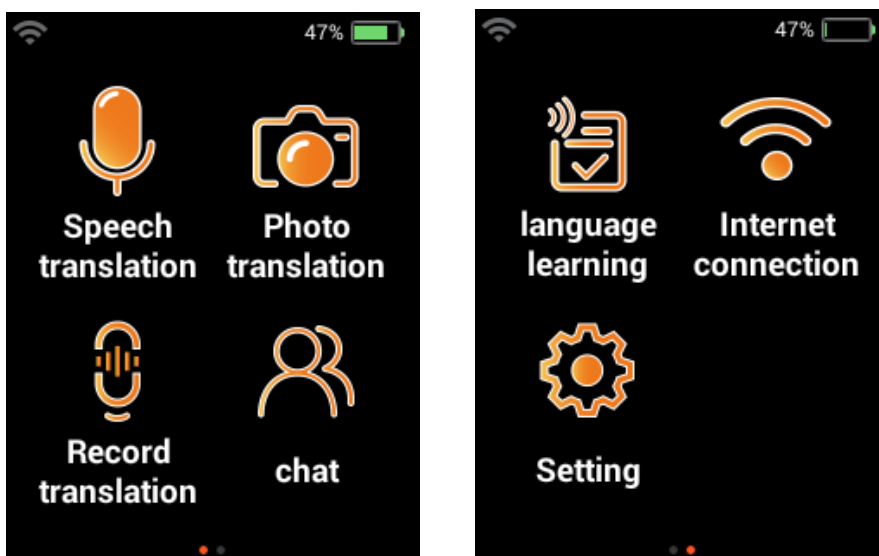 47%
Speech
translation
Photo
translation
Record
translation
chat
47%
language
learning
Internet
connection
Setting